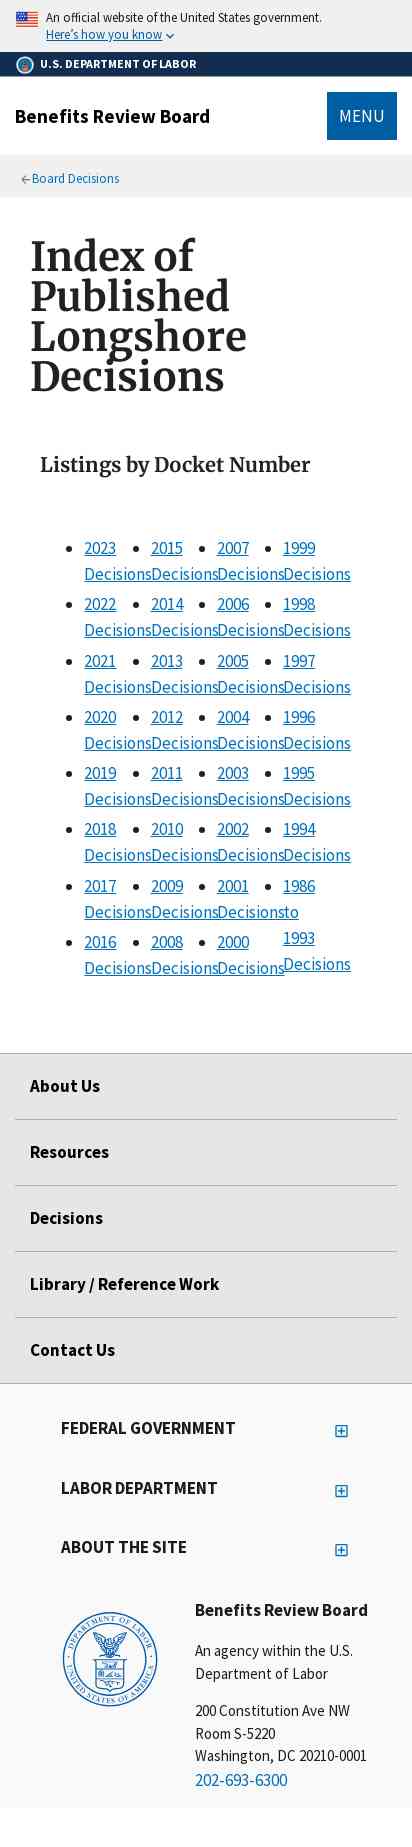 An official website of the United States government.
Here's how you know
U.S. DEPARTMENT OF LABOR
Benefits Review Board
MENU
Board Decisions
Index of
Published
Longshore
Decisions
Listings by Docket Number
2023
Decisions
2022
Decisions
2021
Decisions
2020
Decisions
2019
Decisions
2018
Decisions
2017
Decisions
2016
Decisions
2015
Decisions
2014
Decisions
2013
Decisions
2012
Decisions
2011
Decisions
2010
Decisions
2009
Decisions
2008
Decisions
2007
Decisions
2006
Decisions
2005
Decisions
2004
Decisions
2003
Decisions
2002
Decisions
2001
Decisions
2000
Decisions
1999
Decisions
1998
Decisions
1997
Decisions
1996
Decisions
1995
Decisions
1994
Decisions
1986
to
1993
Decisions
About Us
Resources
Decisions
Library / Reference Work
Contact Us
FEDERAL GOVERNMENT
LABOR DEPARTMENT
ABOUT THE SITE
DEPARTMENT OF LABOR
UNITED STATES OF AMERICA
Benefits Review Board
An agency within the U.S.
Department of Labor
200 Constitution Ave NW
Room S-5220
Washington, DC 20210-0001
202-693-6300